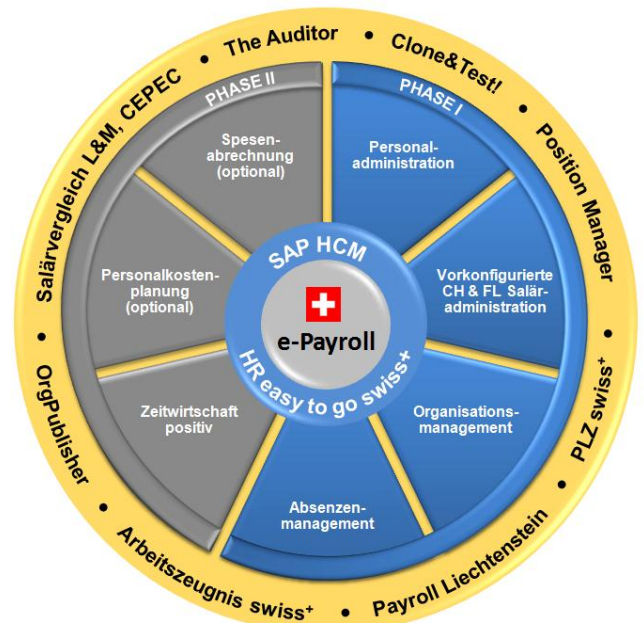 The Auditor
•
Clone&Test!
•
Position Manager
•
PLZ swiss+
•
Payroll Liechtenstein
•
Arbeitszeugnis swiss+
•
OrgPublisher
•
Salärvergleich L&M, CEPEC
•
PHASE I
Personal-
administration
Vorkonfigurierte
CH & FL Salär-
administration
Organisations-
management
Absenzen-
management
PHASE II
Spesen-
abrechnung
(optional)
Personalkosten-
planung
(optional)
Zeitwirtschaft
positiv
SAP HCM
e-Payroll
HR easy to go swiss+